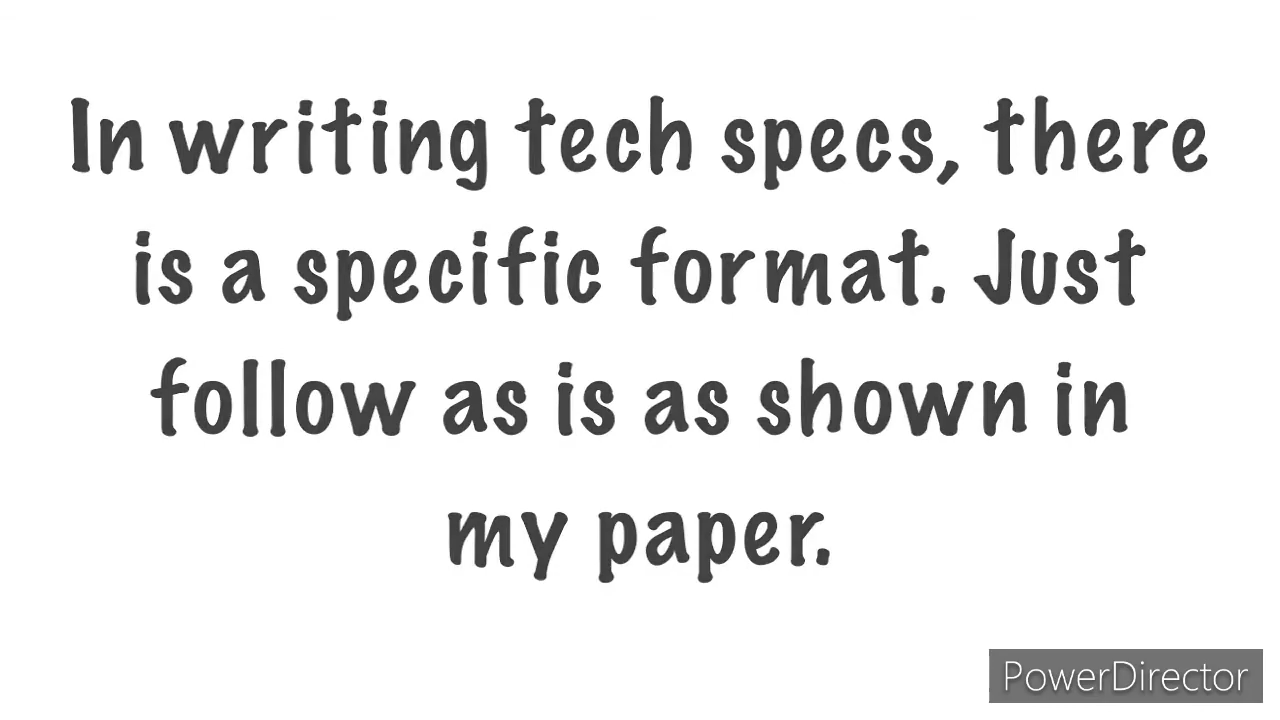 In writing tech specs, there
is a specific format. Just
follow as is as shown in
my paper.
PowerDirector